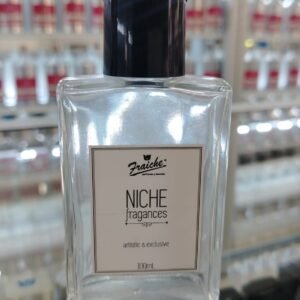 Fraiche
NICHE
fragances
artistic & exclusive
100mL